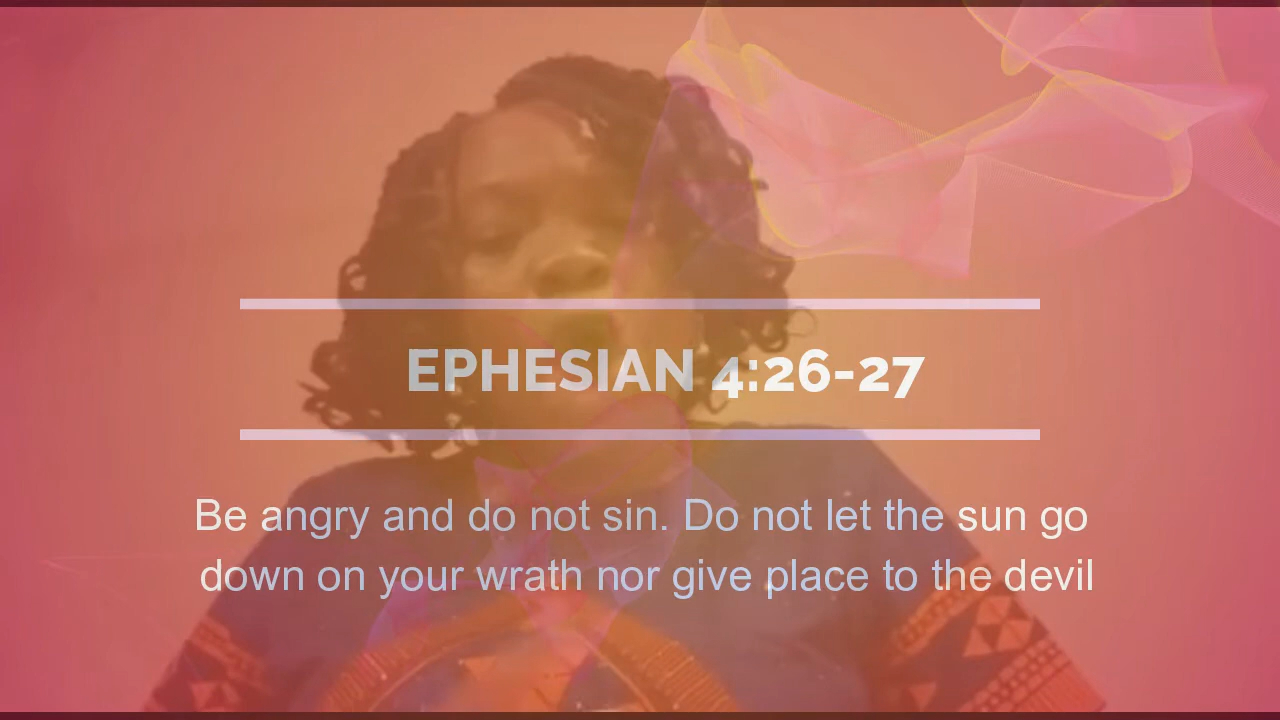 EPHESIAN 4:26-27
Be angry and do not sin. Do not let the sun go
down on your wrath nor give place to the devil